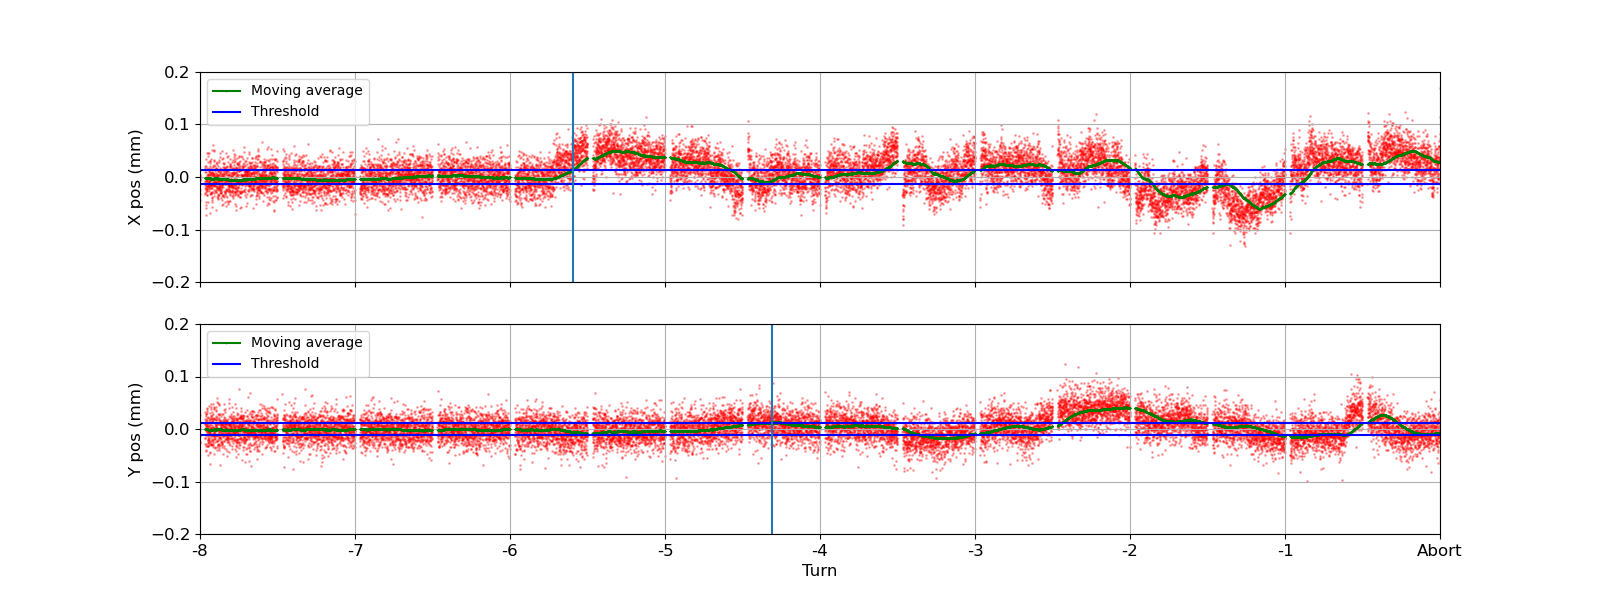 0.2
0.1
0.0
−0.1
−0.2
X pos (mm)
Moving average
Threshold
0.2
0.1
0.0
−0.1
−0.2
Y pos (mm)
Moving average
Threshold
-8 -7 -6 -5 -4 -3 -2 -1 Abort
Turn